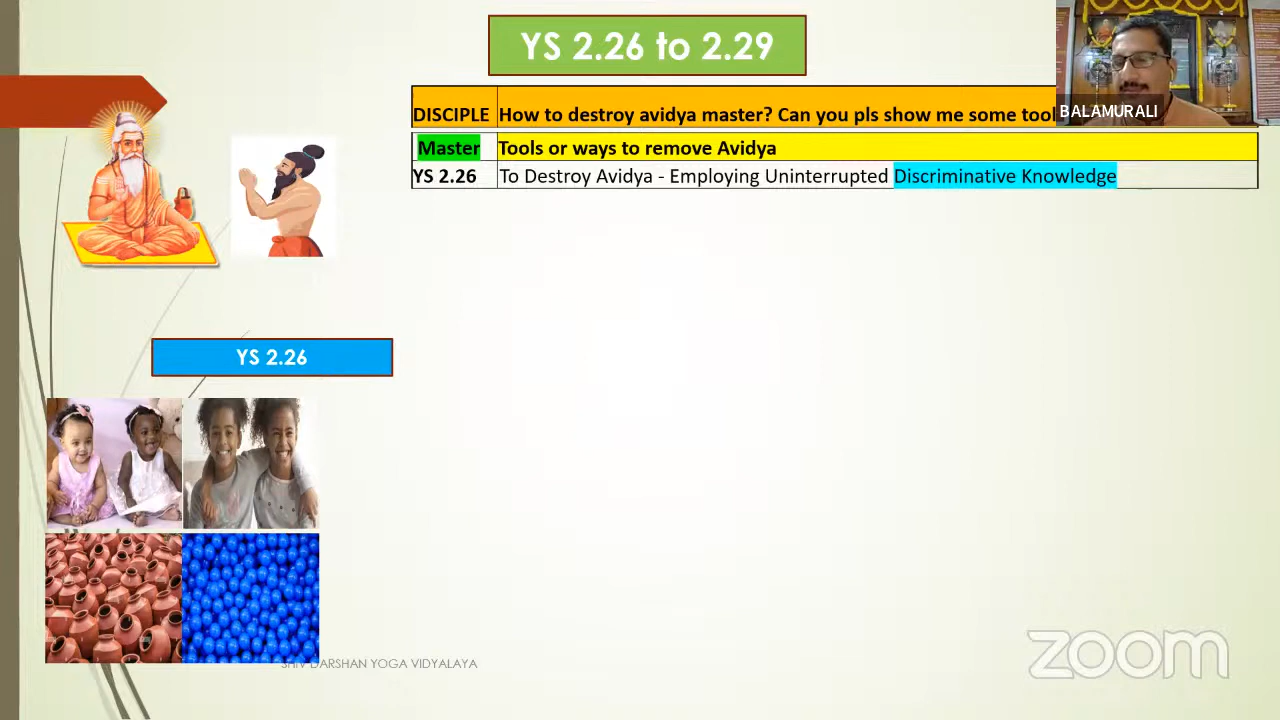 YS 2.26 to 2.29
DISCIPLE How to destroy avidya master? Can you pls show me some
BALAMURALI
Master Tools or ways to remove Avidya
YS 2.26 To Destroy Avidya - Employing Uninterrupted Discriminative Knowledge
YS 2.26
SHIV DARSHAN YOGA VIDYALAYA
zoom